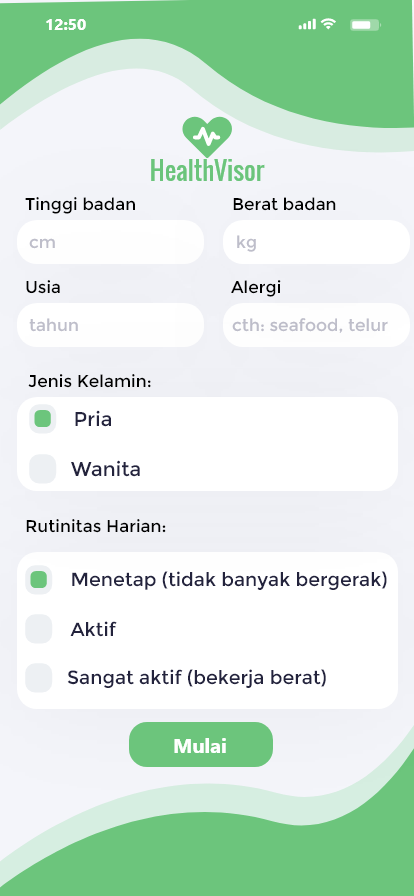 12:50
HealthVisor
Tinggi badan
Berat badan
cm
kg
Usia
Alergi
tahun
cth: seafood, telur
Jenis Kelamin:
Pria
Wanita
Rutinitas Harian:
Menetap (tidak banyak bergerak)
Aktif
Sangat aktif (bekerja berat)
Mulai